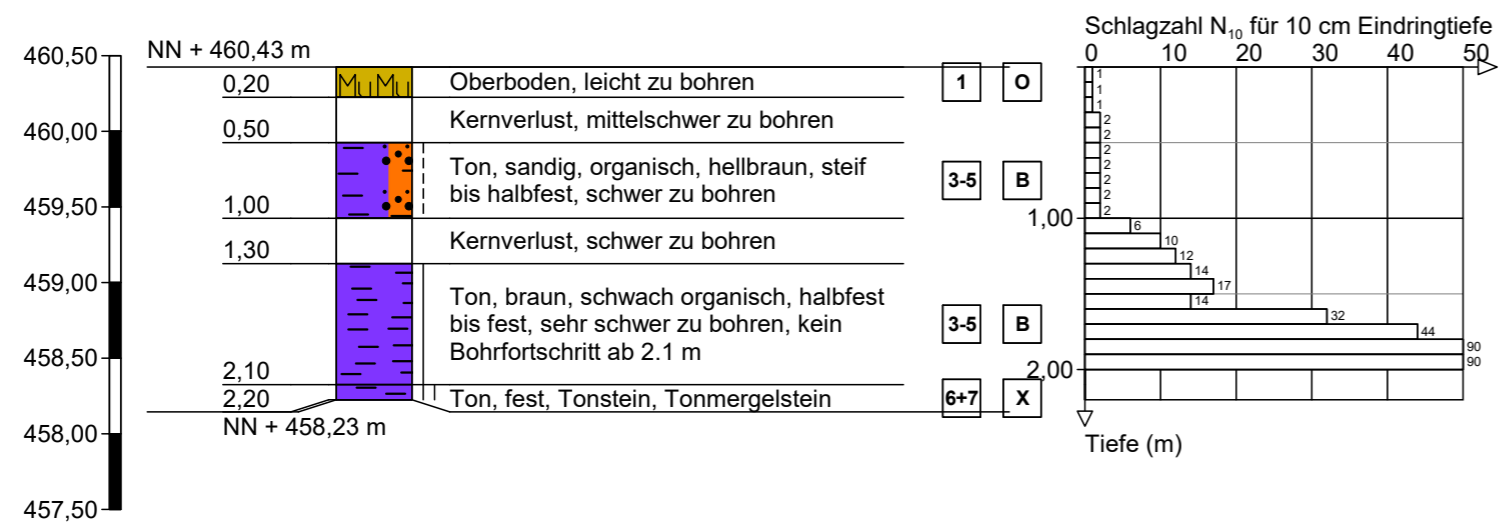 Schlagzahl N₁₀ für 10 cm Eindringtiefe
0 10 20 30 40 50
460,50
460,00
459,50
459,00
458,50
458,00
457,50
NN + 460,43 m
0,20 Oberboden, leicht zu bohren 1 O
0,50 Kernverlust, mittelschwer zu bohren
1,00 Ton, sandig, organisch, hellbraun, steif
bis halbfest, schwer zu bohren 3-5 B
1,30 Kernverlust, schwer zu bohren
2,10 Ton, braun, schwach organisch, halbfest
bis fest, sehr schwer zu bohren, kein
Bohrfortschritt ab 2.1 m 3-5 B
2,20 Ton, fest, Tonstein, Tonmergelstein 6+7 X
NN + 458,23 m
Mu Mu
1
1
1
2
2
2
2
2
2
2
1,00
6
10
12
14
17
14
32
44
90
90
2,00
Tiefe (m)